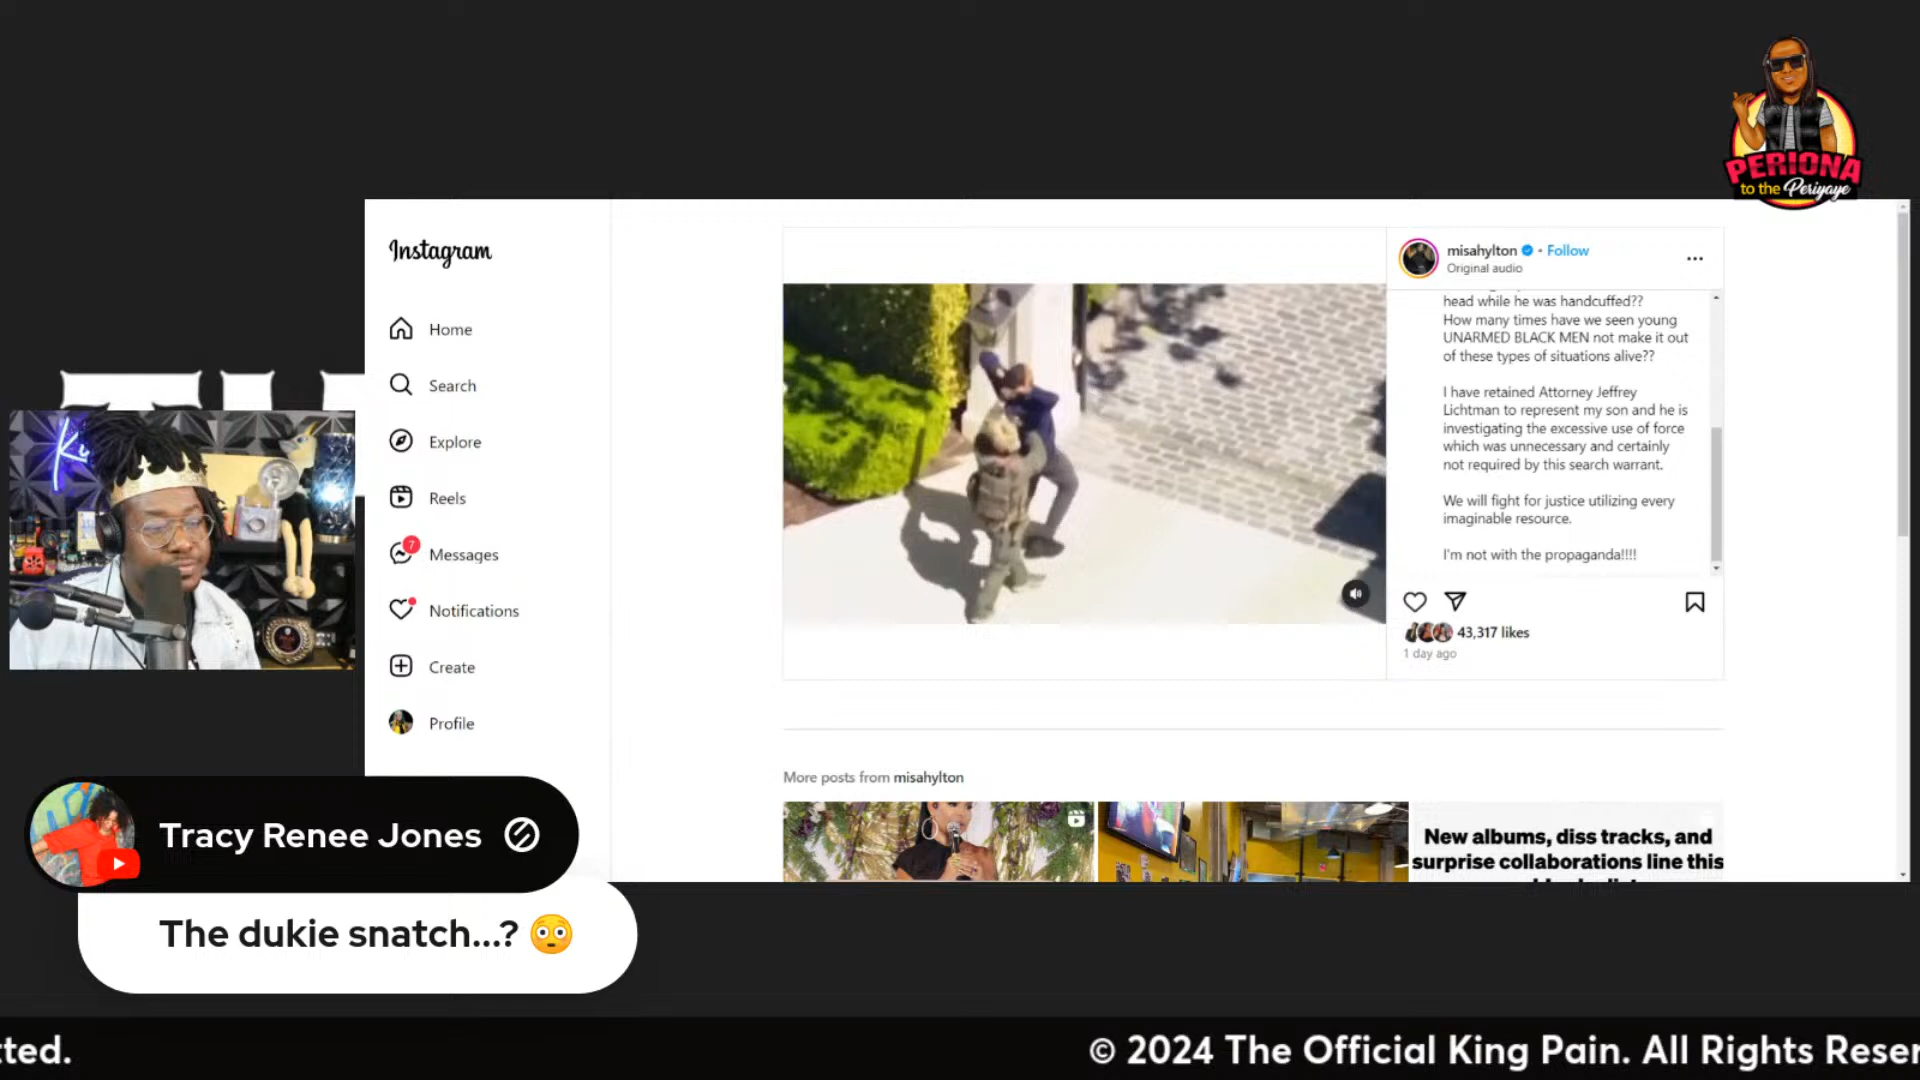 PERIONA
to the Periyaye
Instagram
Home
Search
Explore
Reels
7
Messages
Notifications
Create
Profile
misahylton • Follow
Original audio
head while he was handcuffed??
How many times have we seen young
UNARMED BLACK MEN not make it out
of these types of situations alive??
I have retained Attorney Jeffrey
Lichtman to represent my son and he is
investigating the excessive use of force
which was unnecessary and certainly
not required by this search warrant.
We will fight for justice utilizing every
imaginable resource.
I'm not with the propaganda!!!!
43,317 likes
1 day ago
More posts from misahylton
New albums, diss tracks, and
surprise collaborations line this
Tracy Renee Jones
The dukie snatch...? 😳
tted.
© 2024 The Official King Pain. All Rights Reser